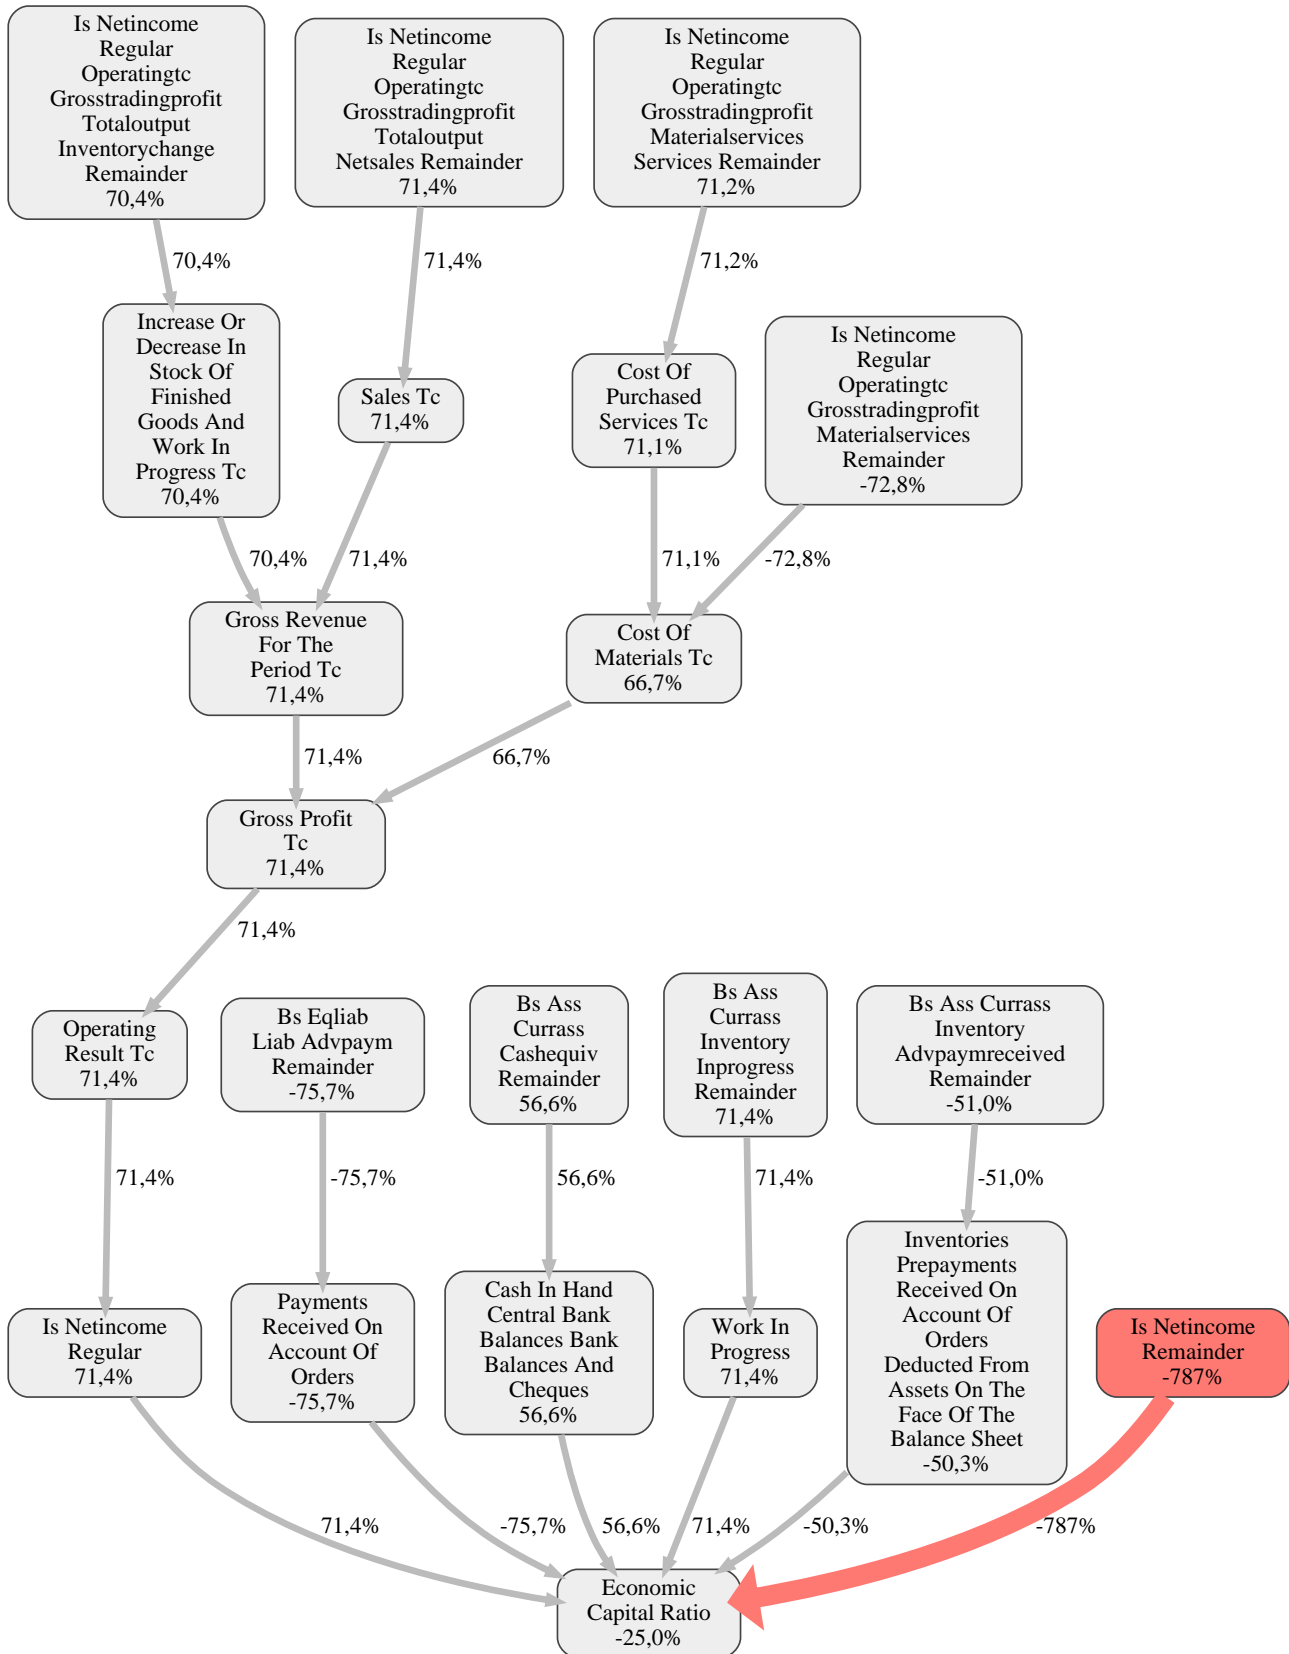 Is Netincome
Regular
Operatingtc
Grosstradingprofit
Totaloutput
Inventorychange
Remainder
70,4%
Is Netincome
Regular
Operatingtc
Grosstradingprofit
Totaloutput
Netsales Remainder
71,4%
Is Netincome
Regular
Operatingtc
Grosstradingprofit
Materialservices
Services Remainder
71,2%
70,4%
71,4%
71,2%
Increase Or
Decrease In
Stock Of
Finished
Goods And
Work In
Progress Tc
70,4%
Sales Tc
71,4%
Cost Of
Purchased
Services Tc
71,1%
Is Netincome
Regular
Operatingtc
Grosstradingprofit
Materialservices
Remainder
-72,8%
70,4%
71,4%
71,1%
-72,8%
Gross Revenue
For The
Period Tc
71,4%
Cost Of
Materials Tc
66,7%
71,4%
66,7%
Gross Profit
Tc
71,4%
71,4%
Operating
Result Tc
71,4%
Bs Eqliab
Liab Advpaym
Remainder
-75,7%
Bs Ass
Currass
Cashequiv
Remainder
56,6%
Bs Ass
Currass
Inventory
Inprogress
Remainder
71,4%
Bs Ass Currass
Inventory
Advpaymreceived
Remainder
-51,0%
71,4%
-75,7%
56,6%
71,4%
-51,0%
Is Netincome
Regular
71,4%
Payments
Received On
Account Of
Orders
-75,7%
Cash In Hand
Central Bank
Balances Bank
Balances And
Cheques
56,6%
Work In
Progress
71,4%
Inventories
Prepayments
Received On
Account Of
Orders
Deducted From
Assets On The
Face Of The
Balance Sheet
-50,3%
Is Netincome
Remainder
-787%
71,4%
-75,7%
56,6%
71,4%
-50,3%
-787%
Economic
Capital Ratio
-25,0%